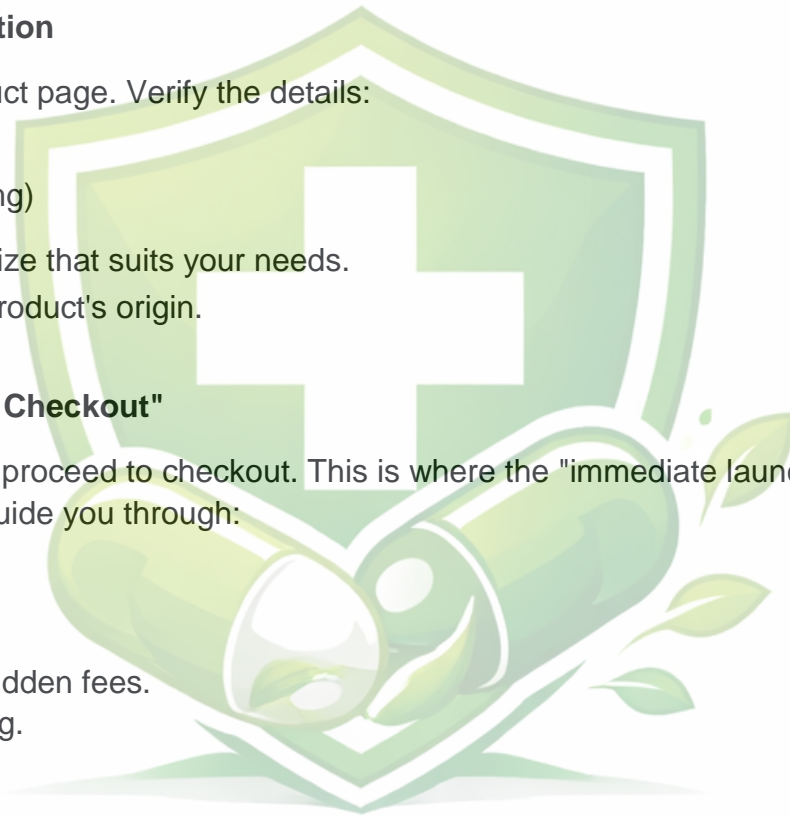 tion
ct page. Verify the details:
ng)
ize that suits your needs.
roduct's origin.
Checkout"
proceed to checkout. This is where the "immediate laun
uide you through:
dden fees.
g.